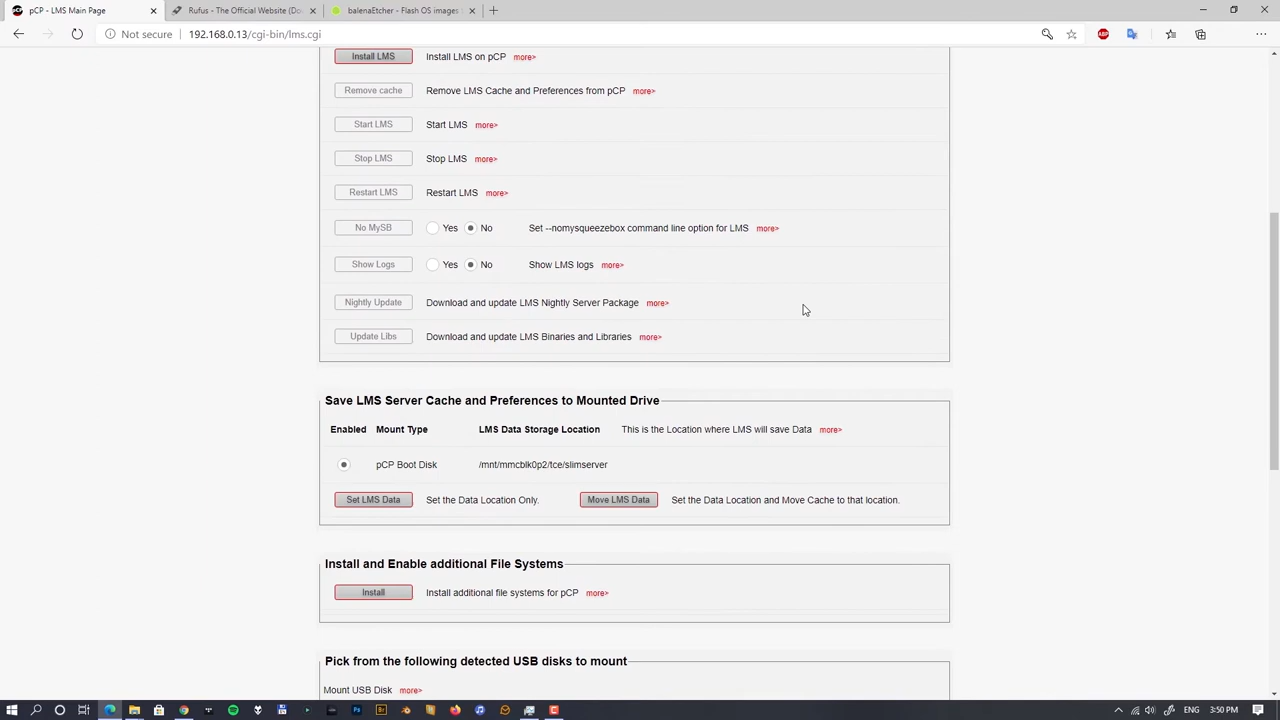 pCP - LMS Main Page
Rufus - The Official Website (Do
balenaEtcher - Flash OS images
Not secure 192.168.0.13/cgi-bin/lms.cgi
ABP
Install LMS Install LMS on pCP more>
Remove cache Remove LMS Cache and Preferences from pCP more>
Start LMS Start LMS more>
Stop LMS Stop LMS more>
Restart LMS Restart LMS more>
No MySB Yes No Set --nomysqueezebox command line option for LMS more>
Show Logs Yes No Show LMS logs more>
Nightly Update Download and update LMS Nightly Server Package more>
Update Libs Download and update LMS Binaries and Libraries more>
Save LMS Server Cache and Preferences to Mounted Drive
Enabled Mount Type LMS Data Storage Location This is the Location where LMS will save Data more>
pCP Boot Disk /mnt/mmcblk0p2/tce/slimserver
Set LMS Data Set the Data Location Only. Move LMS Data Set the Data Location and Move Cache to that location.
Install and Enable additional File Systems
Install Install additional file systems for pCP more>
Pick from the following detected USB disks to mount
Mount USB Disk more>
Ps Br ENG 3:50 PM